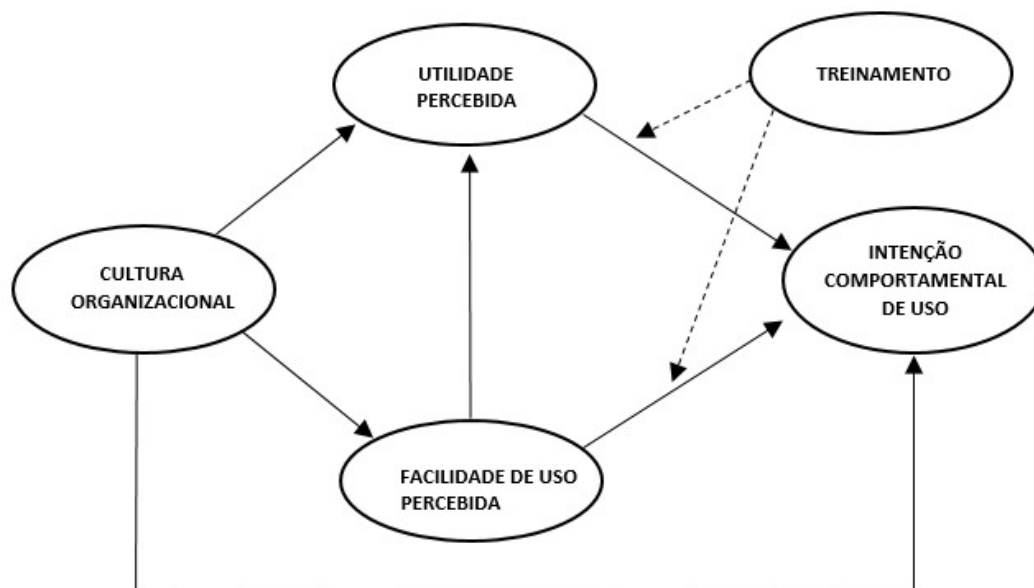 UTILIDADE
PERCEBIDA
TREINAMENTO
CULTURA
ORGANIZACIONAL
INTENÇÃO
COMPORTAMENTAL
DE USO
FACILIDADE DE USO
PERCEBIDA